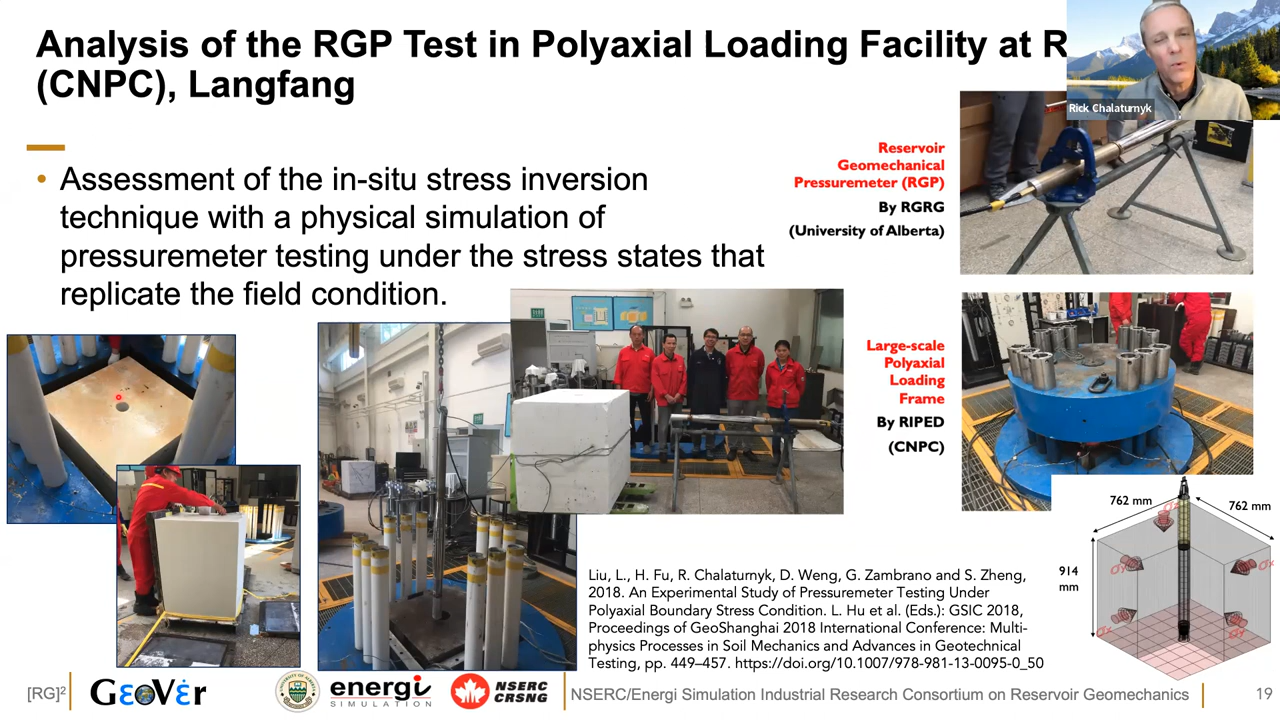 Analysis of the RGP Test in Polyaxial Loading Facility at R
(CNPC), Langfang
Rick Chalaturnyk
• Assessment of the in-situ stress inversion
technique with a physical simulation of
pressuremeter testing under the stress states that
replicate the field condition.
Reservoir
Geomechanical
Pressuremeter (RGP)
By RGRG
(University of Alberta)
Large-scale
Polyaxial
Loading
Frame
By RIPED
(CNPC)
762 mm
762 mm
914
mm
σz
σy
σx
σx
σy
Liu, L., H. Fu, R. Chalaturnyk, D. Weng, G. Zambrano and S. Zheng,
2018. An Experimental Study of Pressuremeter Testing Under
Polyaxial Boundary Stress Condition. L. Hu et al. (Eds.): GSIC 2018,
Proceedings of GeoShanghai 2018 International Conference: Multi-
physics Processes in Soil Mechanics and Advances in Geotechnical
Testing, pp. 449–457. https://doi.org/10.1007/978-981-13-0095-0_50
[RG]²
GeoVer
energi
SIMULATION
NSERC
CRSNG
NSERC/Energi Simulation Industrial Research Consortium on Reservoir Geomechanics
19